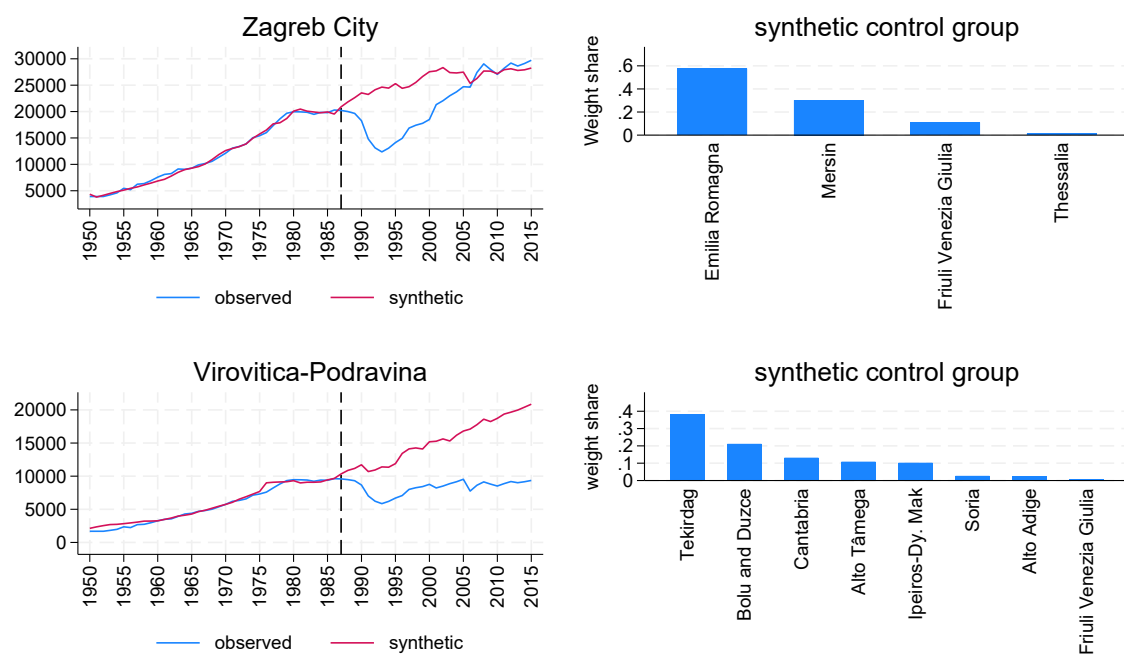 Zagreb City
30000
25000
20000
15000
10000
5000
1950
1955
1960
1965
1970
1975
1980
1985
1990
1995
2000
2005
2010
2015
observed
synthetic
synthetic control group
Weight share
.6
.4
.2
0
Emilia Romagna
Mersin
Friuli Venezia Giulia
Thessalia
Virovitica-Podravina
20000
15000
10000
5000
0
1950
1955
1960
1965
1970
1975
1980
1985
1990
1995
2000
2005
2010
2015
observed
synthetic
synthetic control group
weight share
.4
.3
.2
.1
0
Tekirdag
Bolu and Duzce
Cantabria
Alto Tâmega
Ipeiros-Dy. Mak
Soria
Alto Adige
Friuli Venezia Giulia